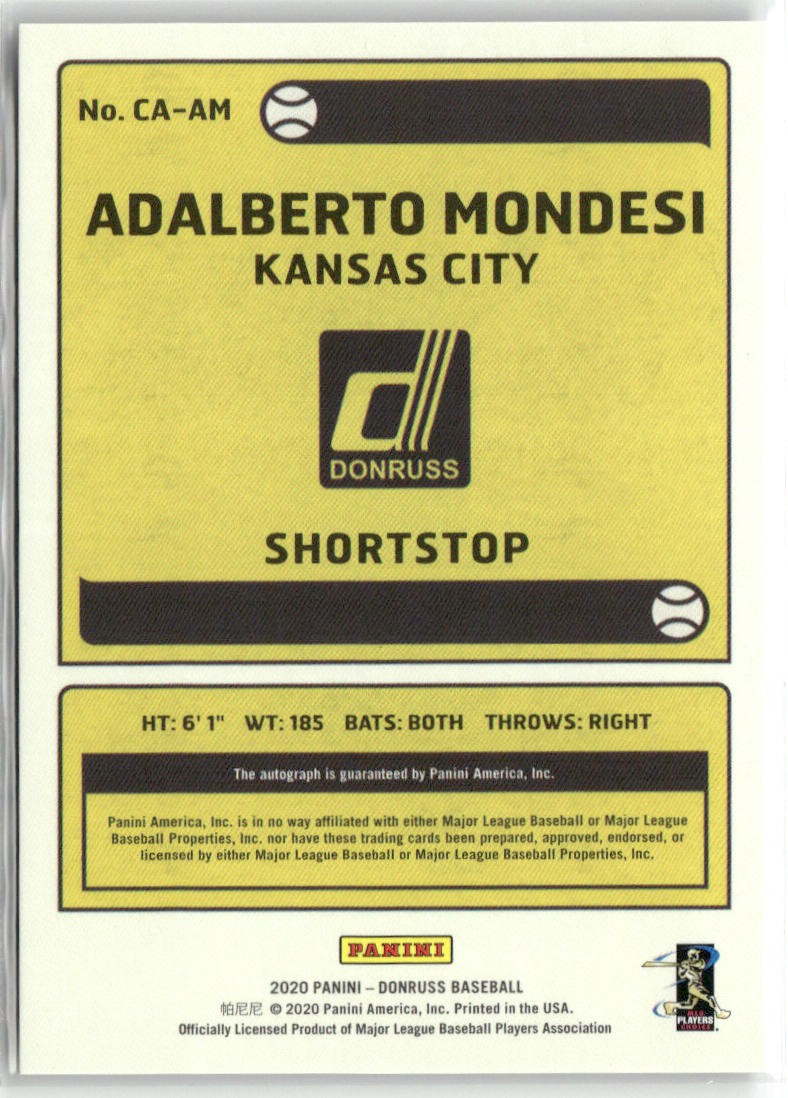 No. CA-AM
ADALBERTO MONDESI
KANSAS CITY
d
DONRUSS
SHORTSTOP
HT: 6' 1" WT: 185 BATS: BOTH THROWS: RIGHT
The autograph is guaranteed by Panini America, Inc.
Panini America, Inc. is in no way affiliated with either Major League Baseball or Major League
Baseball Properties, Inc. nor have these trading cards been prepared, approved, endorsed, or
licensed by either Major League Baseball or Major League Baseball Properties, Inc.
PANINI
2020 PANINI – DONRUSS BASEBALL
帕尼尼 © 2020 Panini America, Inc. Printed in the USA.
Officially Licensed Product of Major League Baseball Players Association
MLB
PLAYERS
CHOICE